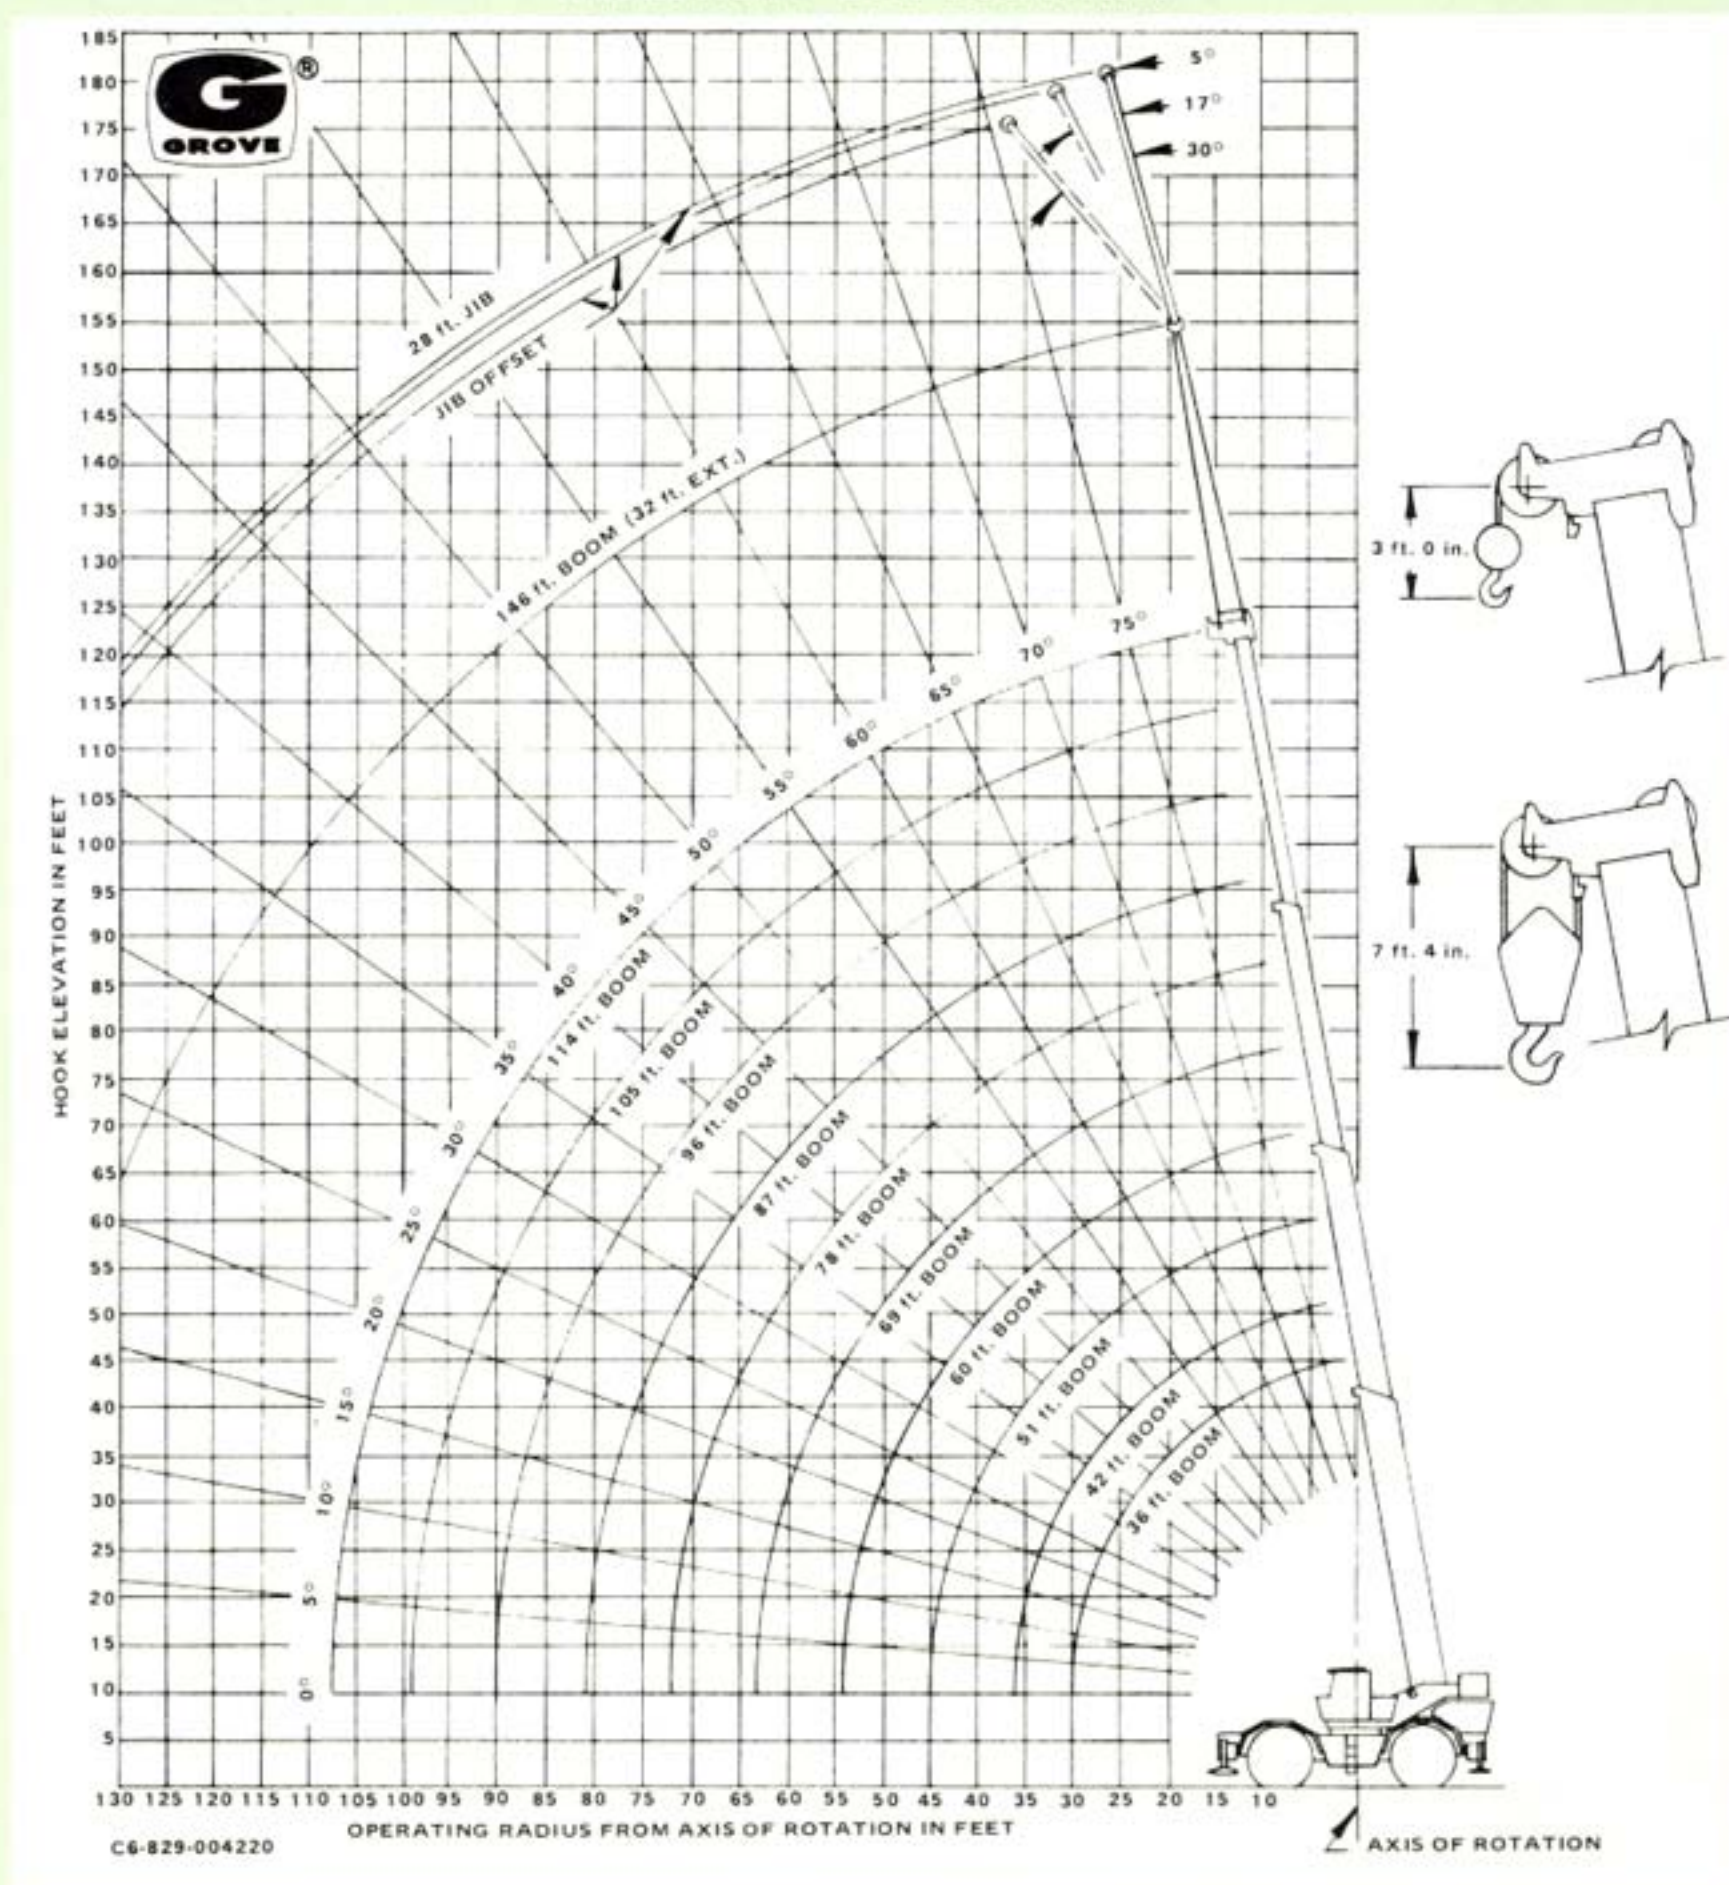 G®
GROVE
5°
17°
30°
28 ft. JIB
JIB OFFSET
146 ft. BOOM (32 ft. EXT.)
75°
70°
65°
60°
55°
50°
45°
40°
35°
30°
25°
20°
15°
10°
5°
0°
114 ft. BOOM
105 ft. BOOM
96 ft. BOOM
87 ft. BOOM
78 ft. BOOM
69 ft. BOOM
60 ft. BOOM
51 ft. BOOM
42 ft. BOOM
36 ft. BOOM
3 ft. 0 in.
7 ft. 4 in.
HOOK ELEVATION IN FEET
185
180
175
170
165
160
155
150
145
140
135
130
125
120
115
110
105
100
95
90
85
80
75
70
65
60
55
50
45
40
35
30
25
20
15
10
5
130 125 120 115 110 105 100 95 90 85 80 75 70 65 60 55 50 45 40 35 30 25 20 15 10
OPERATING RADIUS FROM AXIS OF ROTATION IN FEET
AXIS OF ROTATION
C6-829-004220